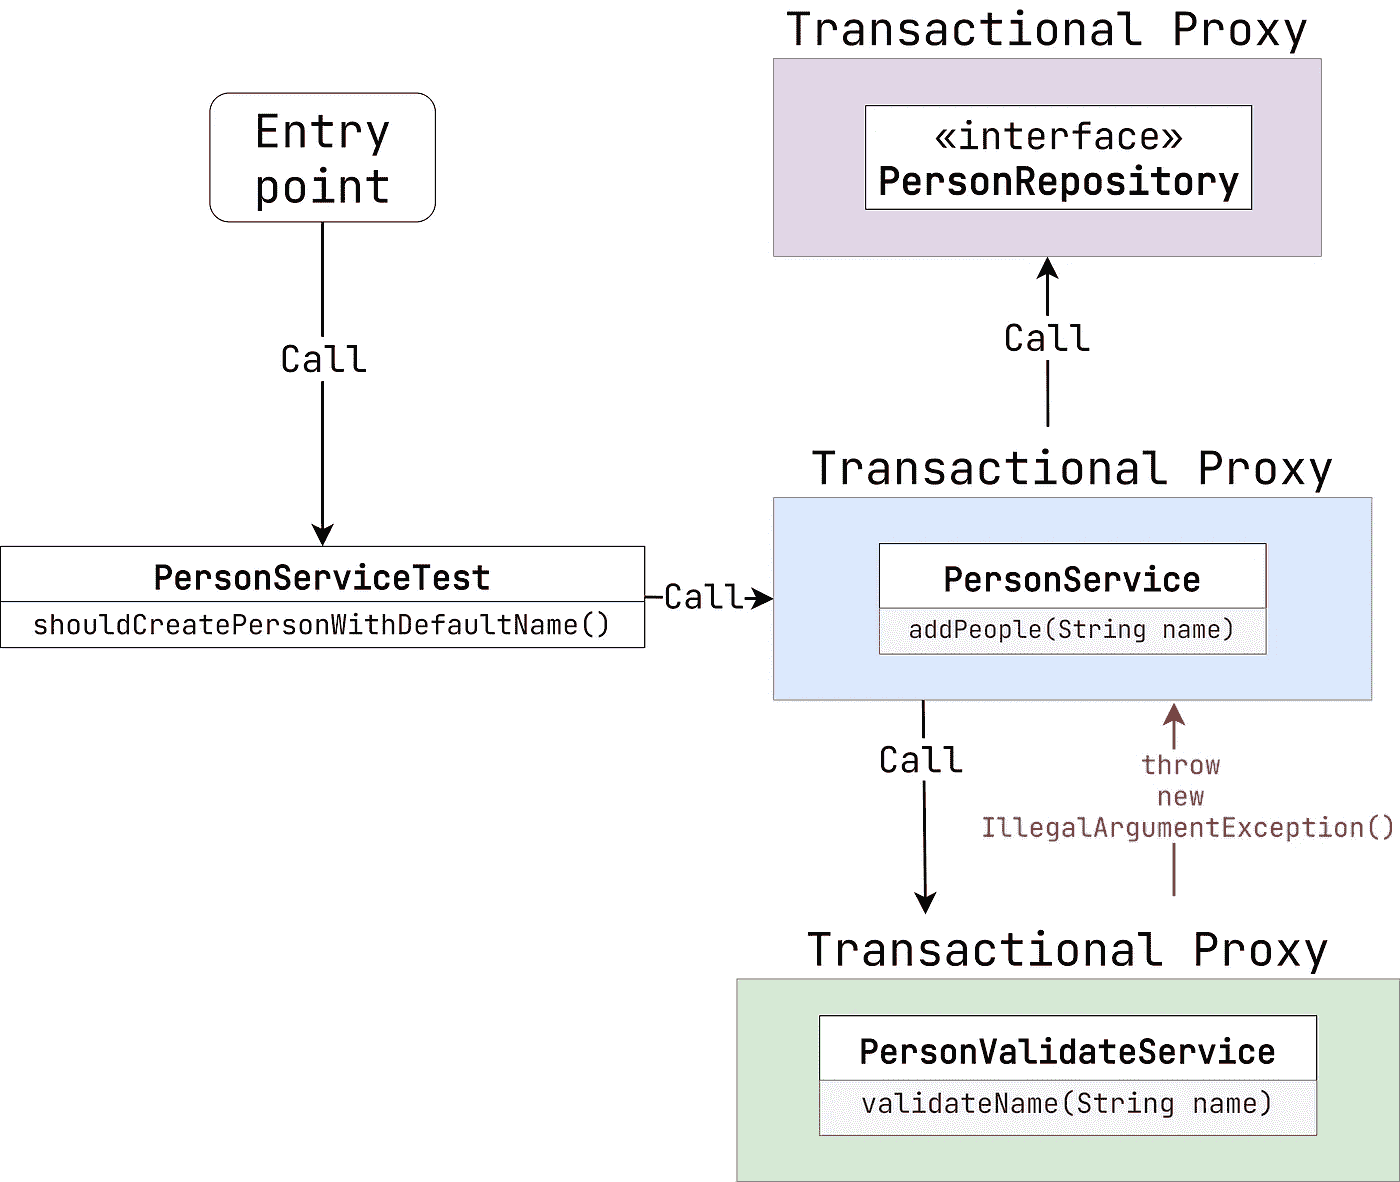 Transactional Proxy
«interface»
PersonRepository
Entry
point
Call
Call
Transactional Proxy
PersonServiceTest
shouldCreatePersonWithDefaultName()
Call
PersonService
addPeople(String name)
Call
throw
new
IllegalArgumentException()
Transactional Proxy
PersonValidateService
validateName(String name)